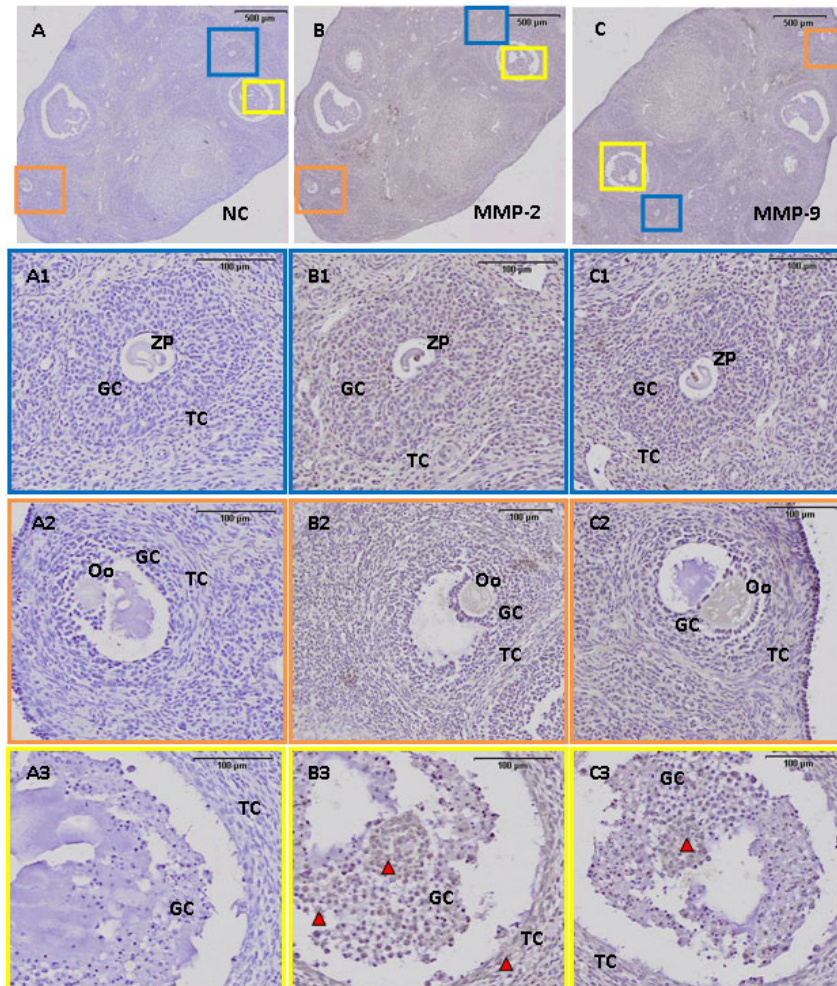 A 500 µm
NC
B 500 µm
MMP-2
C 500 µm
MMP-9
A1 100 µm
ZP
GC
TC
B1 100 µm
ZP
GC
TC
C1 100 µm
ZP
GC
TC
A2 100 µm
GC
Oo
TC
B2 100 µm
Oo
GC
TC
C2 100 µm
Oo
GC
TC
A3 100 µm
TC
GC
B3 100 µm
GC
TC
C3 100 µm
GC
TC